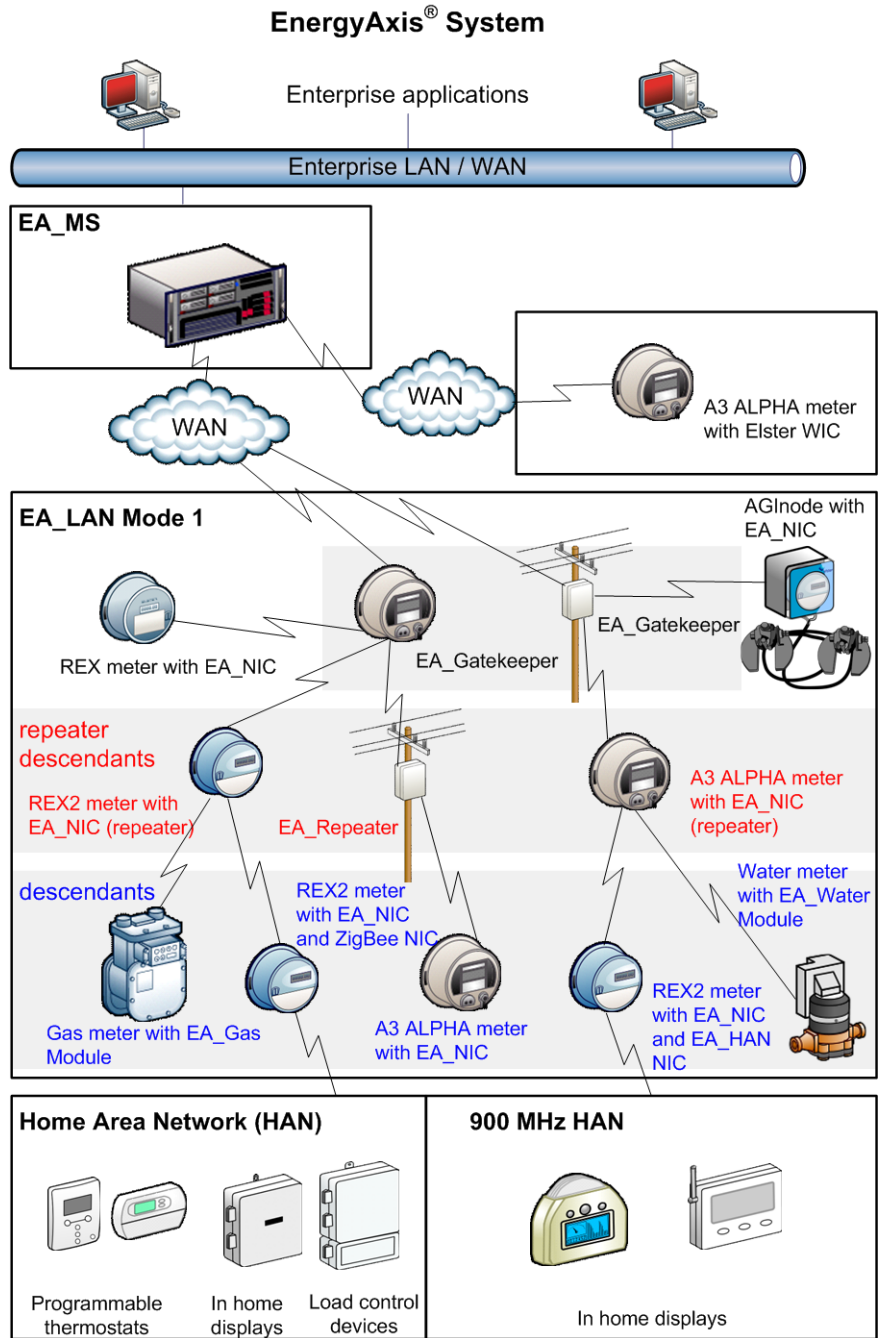 EnergyAxis® System
Enterprise applications
Enterprise LAN / WAN
EA_MS
WAN
WAN
A3 ALPHA meter
with Elster WIC
EA_LAN Mode 1
AGInode with
EA_NIC
REX meter with EA_NIC
EA_Gatekeeper
EA_Gatekeeper
repeater
descendants
REX2 meter with
EA_NIC (repeater)
EA_Repeater
A3 ALPHA meter
with EA_NIC
(repeater)
descendants
REX2 meter
with EA_NIC
and ZigBee NIC
Water meter
with EA_Water
Module
Gas meter with EA_Gas
Module
A3 ALPHA meter
with EA_NIC
REX2 meter
with EA_NIC
and EA_HAN
NIC
Home Area Network (HAN)
Programmable
thermostats
In home
displays
Load control
devices
900 MHz HAN
In home displays